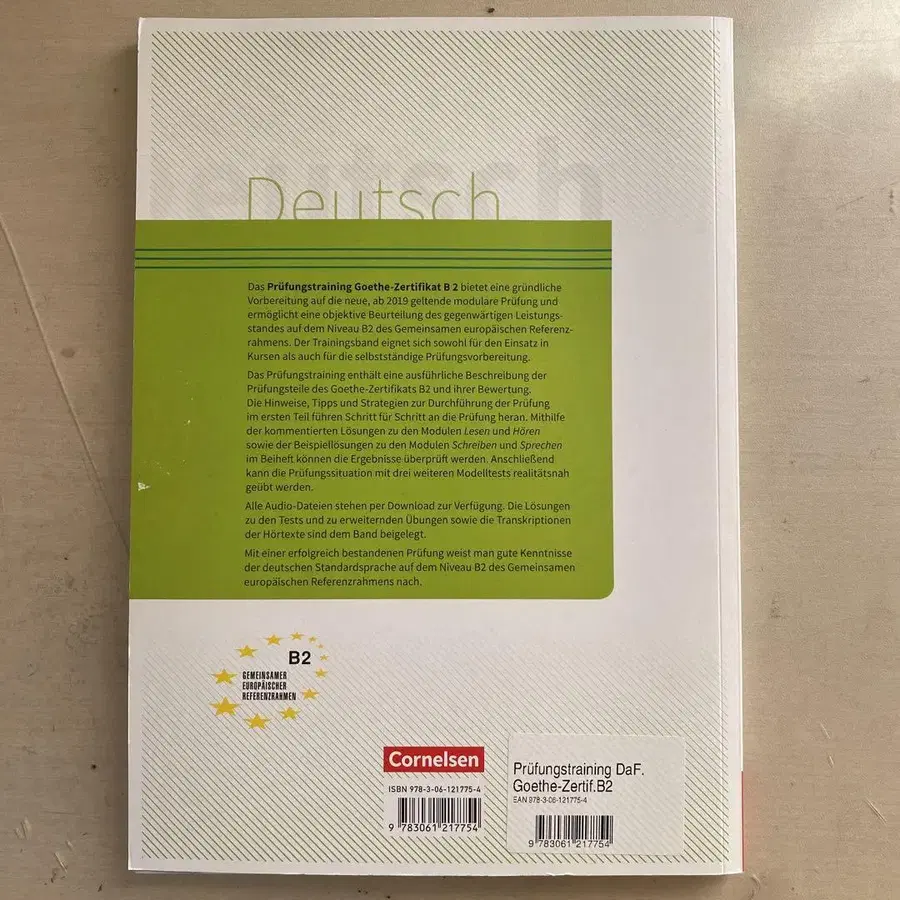 Deutsch
Das Prüfungstraining Goethe-Zertifikat B 2 bietet eine gründliche
Vorbereitung auf die neue, ab 2019 geltende modulare Prüfung und
ermöglicht eine objektive Beurteilung des gegenwärtigen Leistungs-
standes auf dem Niveau B2 des Gemeinsamen europäischen Referenz-
rahmens. Der Trainingsband eignet sich sowohl für den Einsatz in
Kursen als auch für die selbstständige Prüfungsvorbereitung.
Das Prüfungstraining enthält eine ausführliche Beschreibung der
Prüfungsteile des Goethe-Zertifikats B2 und ihrer Bewertung.
Die Hinweise, Tipps und Strategien zur Durchführung der Prüfung
im ersten Teil führen Schritt für Schritt an die Prüfung heran. Mithilfe
der kommentierten Lösungen zu den Modulen Lesen und Hören
sowie der Beispiellösungen zu den Modulen Schreiben und Sprechen
im Beiheft können die Ergebnisse überprüft werden. Anschließend
kann die Prüfungssituation mit drei weiteren Modelltests realitätsnah
geübt werden.
Alle Audio-Dateien stehen per Download zur Verfügung. Die Lösungen
zu den Tests und zu erweiternden Übungen sowie die Transkriptionen
der Hörtexte sind dem Band beigelegt.
Mit einer erfolgreich bestandenen Prüfung weist man gute Kenntnisse
der deutschen Standardsprache auf dem Niveau B2 des Gemeinsamen
europäischen Referenzrahmens nach.
B2
GEMEINSAMER
EUROPÄISCHER
REFERENZRAHMEN
Cornelsen
ISBN 978-3-06-121775-4
9 783061 217754
Prüfungstraining DaF.
Goethe-Zertif.B2
EAN 978-3-06-121775-4
9 783061 217754